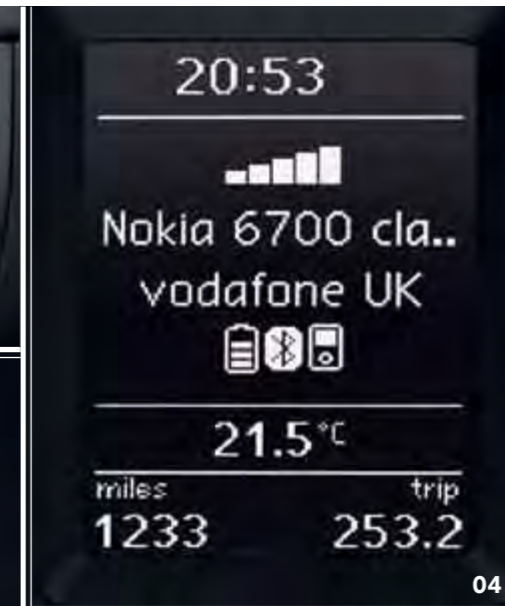 20:53
Nokia 6700 cla..
vodafone UK
21.5°C
miles trip
1233 253.2
04